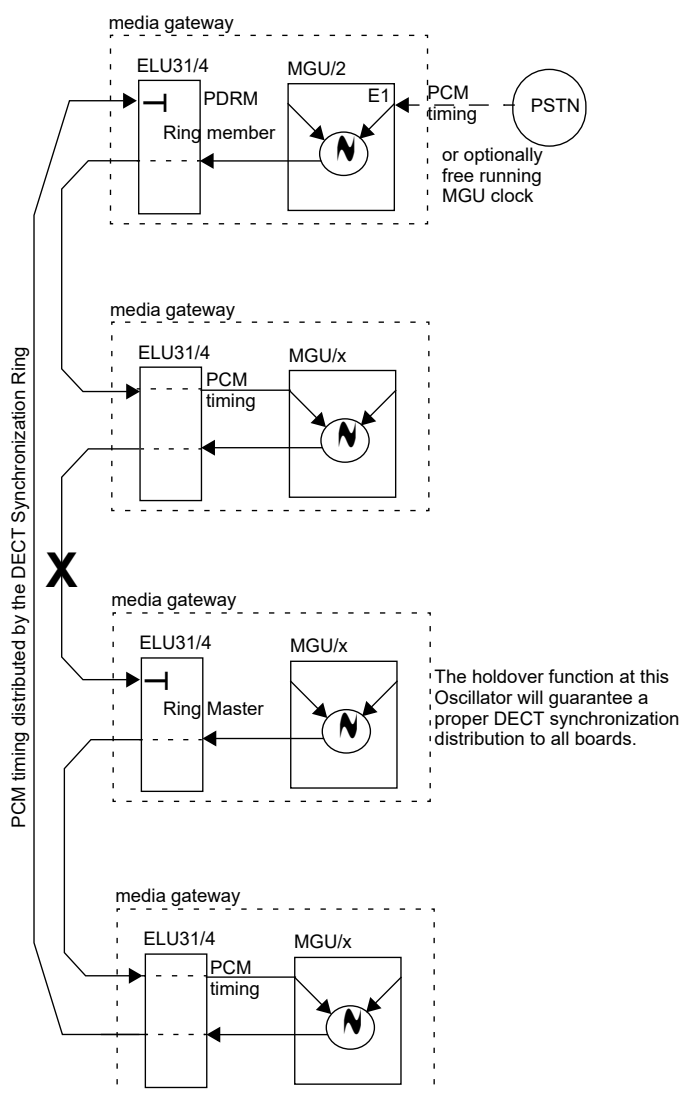 media gateway
ELU31/4
MGU/2
PDRM
E1
PCM
timing
PSTN
Ring member
or optionally
free running
MGU clock
media gateway
ELU31/4
MGU/x
PCM
timing
PCM timing distributed by the DECT Synchronization Ring
X
media gateway
ELU31/4
MGU/x
Ring Master
The holdover function at this
Oscillator will guarantee a
proper DECT synchronization
distribution to all boards.
media gateway
ELU31/4
MGU/x
PCM
timing